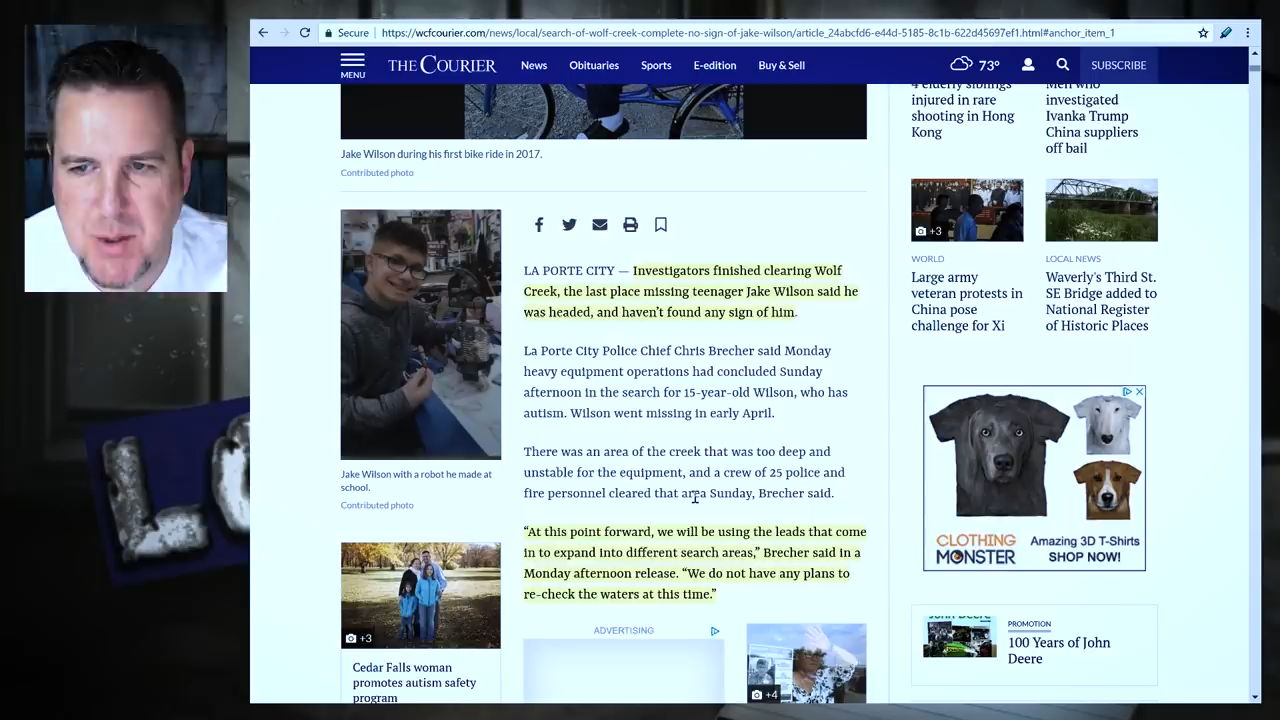 Secure
https://wcfcourier.com/news/local/search-of-wolf-creek-complete-no-sign-of-jake-wilson/article_24abcfd6-e44d-5185-8c1b-622d45697ef1.html#anchor_item_1
MENU
THE COURIER
News
Obituaries
Sports
E-edition
Buy & Sell
73°
SUBSCRIBE
Jake Wilson during his first bike ride in 2017.
Contributed photo
Jake Wilson with a robot he made at
school.
Contributed photo
+3
Cedar Falls woman
promotes autism safety
program
LA PORTE CITY — Investigators finished clearing Wolf
Creek, the last place missing teenager Jake Wilson said he
was headed, and haven't found any sign of him.
La Porte City Police Chief Chris Brecher said Monday
heavy equipment operations had concluded Sunday
afternoon in the search for 15-year-old Wilson, who has
autism. Wilson went missing in early April.
There was an area of the creek that was too deep and
unstable for the equipment, and a crew of 25 police and
fire personnel cleared that area Sunday, Brecher said.
“At this point forward, we will be using the leads that come
in to expand into different search areas,” Brecher said in a
Monday afternoon release. “We do not have any plans to
re-check the waters at this time.”
ADVERTISING
+4
4 elderly siblings
injured in rare
shooting in Hong
Kong
Men who
investigated
Ivanka Trump
China suppliers
off bail
+3
WORLD
Large army
veteran protests in
China pose
challenge for Xi
LOCAL NEWS
Waverly's Third St.
SE Bridge added to
National Register
of Historic Places
CLOTHING
MONSTER
Amazing 3D T-Shirts
SHOP NOW!
PROMOTION
100 Years of John
Deere